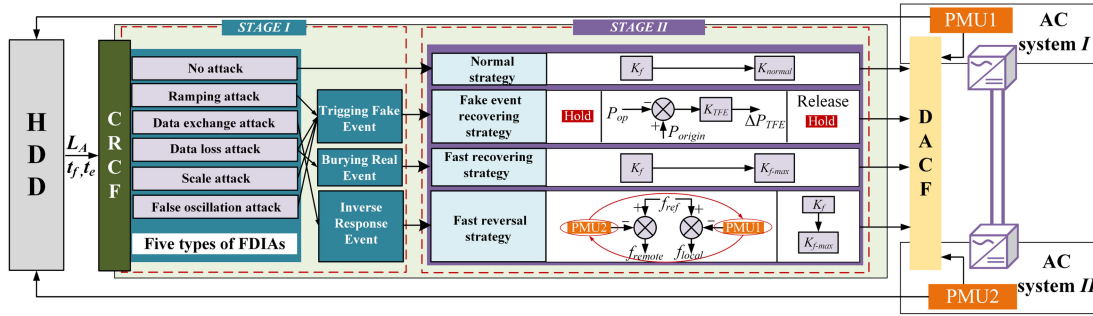 STAGE I
STAGE II
HDD
L_A
t_f,t_e
CRCF
No attack
Ramping attack
Data exchange attack
Data loss attack
Scale attack
False oscillation attack
Five types of FDIAs
Trigging Fake
Event
Burying Real
Event
Inverse
Response
Event
Normal
strategy
K_f
K_normal
Fake event
recovering
strategy
Hold
P_op
P_origin
+
K_TFE
ΔP_TFE
Release
Hold
Fast recovering
strategy
K_f
K_f-max
Fast reversal
strategy
f_ref
+
+
PMU2
−
−
PMU1
f_remote
f_local
K_f
K_f-max
DACF
PMU1
AC
system I
AC
system II
PMU2